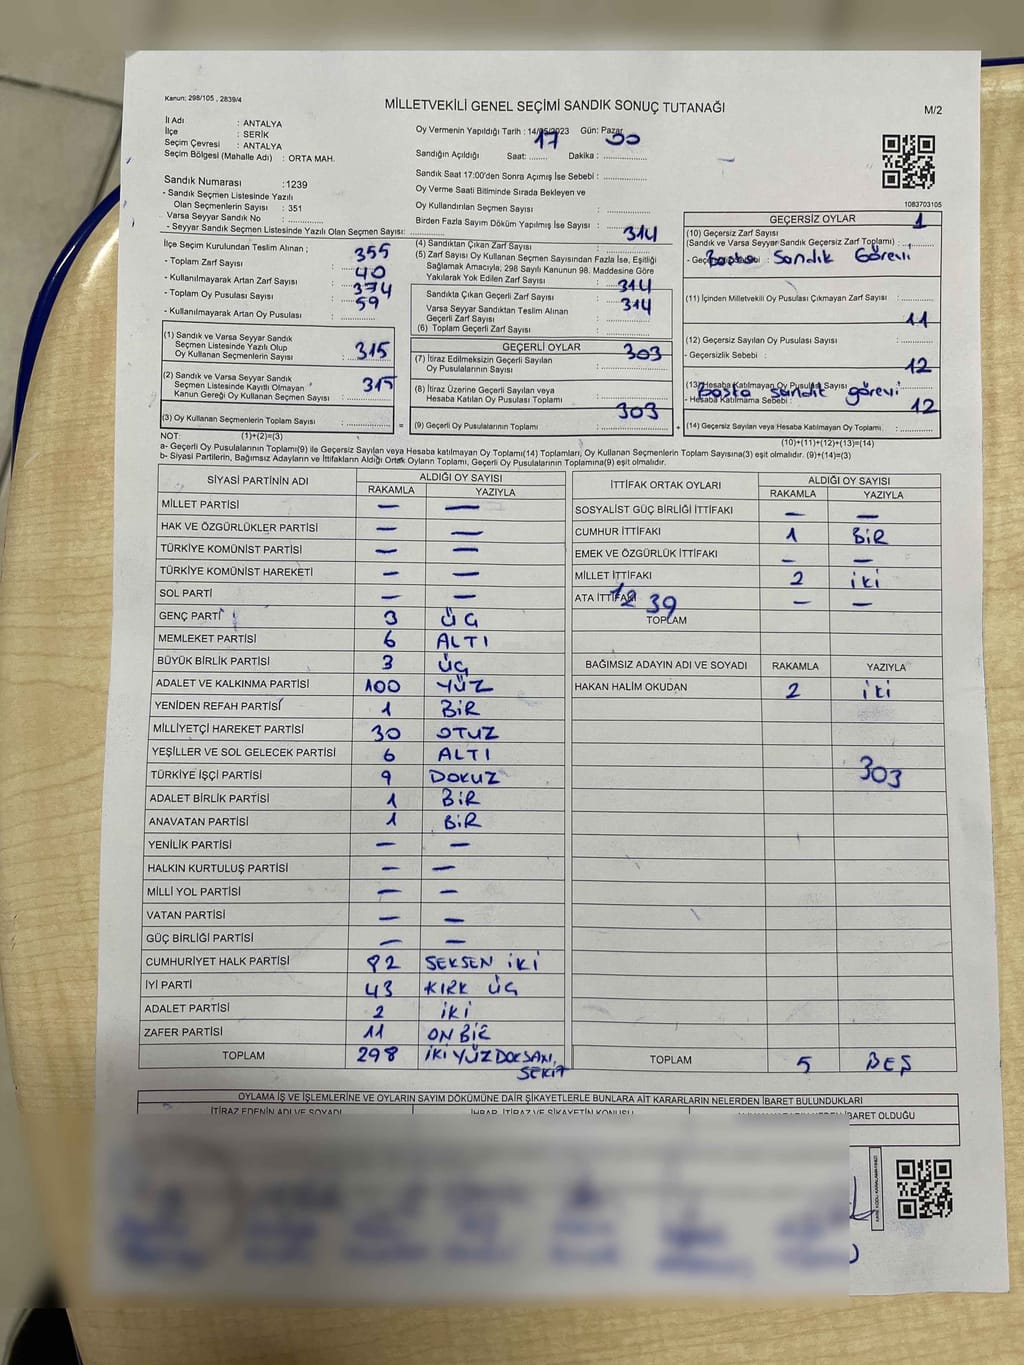 Kanun: 298/105 , 2839/4
MİLLETVEKİLİ GENEL SEÇİMİ SANDIK SONUÇ TUTANAĞI
M/2
İl Adı : ANTALYA
İlçe : SERİK
Seçim Çevresi : ANTALYA
Seçim Bölgesi (Mahalle Adı) : ORTA MAH.
Oy Vermenin Yapıldığı Tarih : 14/05/2023 Gün: Pazar
17 00
Sandığın Açıldığı Saat: ........ Dakika : ....................
Sandık Saat 17:00'den Sonra Açımış İse Sebebi : ....................
Oy Verme Saati Bitiminde Sırada Bekleyen ve
Oy Kullandırılan Seçmen Sayısı : ....................
Birden Fazla Sayım Döküm Yapılmış İse Sayısı : ....................
1083703105
Sandık Numarası :1239
- Sandık Seçmen Listesinde Yazılı
Olan Seçmenlerin Sayısı : 351
Varsa Seyyar Sandık No : ..............
- Seyyar Sandık Seçmen Listesinde Yazılı Olan Seçmen Sayısı: ..............
İlçe Seçim Kurulundan Teslim Alınan ;
- Toplam Zarf Sayısı : 355
- Kullanılmayarak Artan Zarf Sayısı : 40
- Toplam Oy Pusulası Sayısı : 374
- Kullanılmayarak Artan Oy Pusulası : 59
(1) Sandık ve Varsa Seyyar Sandık
Seçmen Listesinde Yazılı Olup
Oy Kullanan Seçmenlerin Sayısı : 315
(2) Sandık ve Varsa Seyyar Sandık
Seçmen Listesinde Kayıtlı Olmayan
Kanun Gereği Oy Kullanan Seçmen Sayısı :
315
(3) Oy Kullanan Seçmenlerin Toplam Sayısı : =
(4) Sandıktan Çıkan Zarf Sayısı : 314
(5) Zarf Sayısı Oy Kullanan Seçmen Sayısından Fazla İse, Eşitliği
Sağlamak Amacıyla; 298 Sayılı Kanunun 98. Maddesine Göre
Yakılarak Yok Edilen Zarf Sayısı :
Sandıkta Çıkan Geçerli Zarf Sayısı : 314
Varsa Seyyar Sandıktan Teslim Alınan
Geçerli Zarf Sayısı :
314
(6) Toplam Geçerli Zarf Sayısı :
GEÇERLİ OYLAR
(7) İtiraz Edilmeksizin Geçerli Sayılan
Oy Pusulalarının Sayısı : 303
(8) İtiraz Üzerine Geçerli Sayılan veya
Hesaba Katılan Oy Pusulası Toplamı :
303
(9) Geçerli Oy Pusulalarının Toplamı : +
GEÇERSİZ OYLAR
1
(10) Geçersiz Zarf Sayısı
(Sandık ve Varsa Seyyar Sandık Geçersiz Zarf Toplamı) :
Başka Sandık Görevli
(11) İçinden Milletvekili Oy Pusulası Çıkmayan Zarf Sayısı :
11
(12) Geçersiz Sayılan Oy Pusulası Sayısı :
- Geçersizlik Sebebi :
12
(13) Hesaba Katılmayan Oy Pusulası Sayısı
Başka sandık görevi
- Hesaba Katılmama Sebebi :
12
(14) Geçersiz Sayılan veya Hesaba Katılmayan Oy Toplamı :
NOT: (1)+(2)=(3) (10)+(11)+(12)+(13)=(14)
a- Geçerli Oy Pusulalarının Toplamı(9) ile Geçersiz Sayılan veya Hesaba katılmayan Oy Toplamı(14) Toplamları, Oy Kullanan Seçmenlerin Toplam Sayısına(3) eşit olmalıdır. (9)+(14)=(3)
b- Siyasi Partilerin, Bağımsız Adayların ve İttifakların Aldığı Ortak Oyların Toplamı, Geçerli Oy Pusulalarının Toplamına(9) eşit olmalıdır.
SİYASİ PARTİNİN ADI ALDIĞI OY SAYISI
RAKAMLA YAZIYLA
MİLLET PARTİSİ — —
HAK VE ÖZGÜRLÜKLER PARTİSİ — —
TÜRKİYE KOMÜNİST PARTİSİ — —
TÜRKİYE KOMÜNİST HAREKETİ — —
SOL PARTİ — —
GENÇ PARTİ 3 ÜÇ
MEMLEKET PARTİSİ 6 ALTI
BÜYÜK BİRLİK PARTİSİ 3 ÜÇ
ADALET VE KALKINMA PARTİSİ 100 YÜZ
YENİDEN REFAH PARTİSİ 1 BİR
MİLLİYETÇİ HAREKET PARTİSİ 30 OTUZ
YEŞİLLER VE SOL GELECEK PARTİSİ 6 ALTI
TÜRKİYE İŞÇİ PARTİSİ 9 DOKUZ
ADALET BİRLİK PARTİSİ 1 BİR
ANAVATAN PARTİSİ 1 BİR
YENİLİK PARTİSİ — —
HALKIN KURTULUŞ PARTİSİ — —
MİLLİ YOL PARTİSİ — —
VATAN PARTİSİ — —
GÜÇ BİRLİĞİ PARTİSİ — —
CUMHURİYET HALK PARTİSİ 82 SEKSEN İKİ
İYİ PARTİ 43 KIRK ÜÇ
ADALET PARTİSİ 2 İKİ
ZAFER PARTİSİ 11 ON BİR
TOPLAM 298 İKİ YÜZ DOKSAN,
SEKİZ
İTTİFAK ORTAK OYLARI ALDIĞI OY SAYISI
RAKAMLA YAZIYLA
SOSYALİST GÜÇ BİRLİĞİ İTTİFAKI — —
CUMHUR İTTİFAKI 1 BİR
EMEK VE ÖZGÜRLÜK İTTİFAKI — —
MİLLET İTTİFAKI 2 İKİ
ATA İTTİFAKI — —
1239
TOPLAM
BAĞIMSIZ ADAYIN ADI VE SOYADI RAKAMLA YAZIYLA
HAKAN HALİM OKUDAN 2 İKİ
303
TOPLAM 5 BEŞ
OYLAMA İŞ VE İŞLEMLERİNE VE OYLARIN SAYIM DÖKÜMÜNE DAİR ŞİKAYETLERLE BUNLARA AİT KARARLARIN NELERDEN İBARET BULUNDUKLARI
İTİRAZ EDENİN ADI VE SOYADI İHBAR, İTİRAZ VE ŞİKAYETİN KONUSU İBARET OLDUĞU